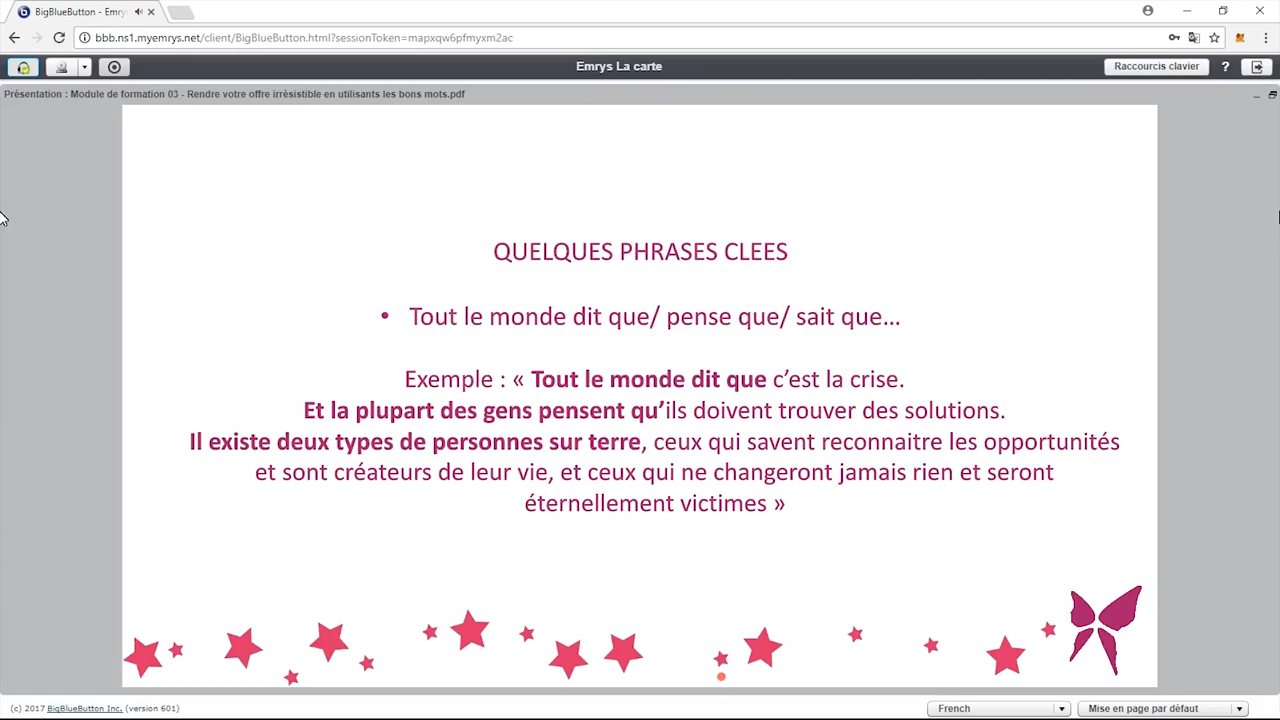 BigBlueButton - Emry
bbb.ns1.myemrys.net/client/BigBlueButton.html?sessionToken=mapxqw6pfmyxm2ac
Emrys La carte
Raccourcis clavier
?
Présentation : Module de formation 03 - Rendre votre offre irrésistible en utilisants les bons mots.pdf
QUELQUES PHRASES CLEES
• Tout le monde dit que/ pense que/ sait que…
Exemple : « Tout le monde dit que c’est la crise.
Et la plupart des gens pensent qu’ils doivent trouver des solutions.
Il existe deux types de personnes sur terre, ceux qui savent reconnaitre les opportunités
et sont créateurs de leur vie, et ceux qui ne changeront jamais rien et seront
éternellement victimes »
(c) 2017 BigBlueButton Inc. (version 601)
French
Mise en page par défaut